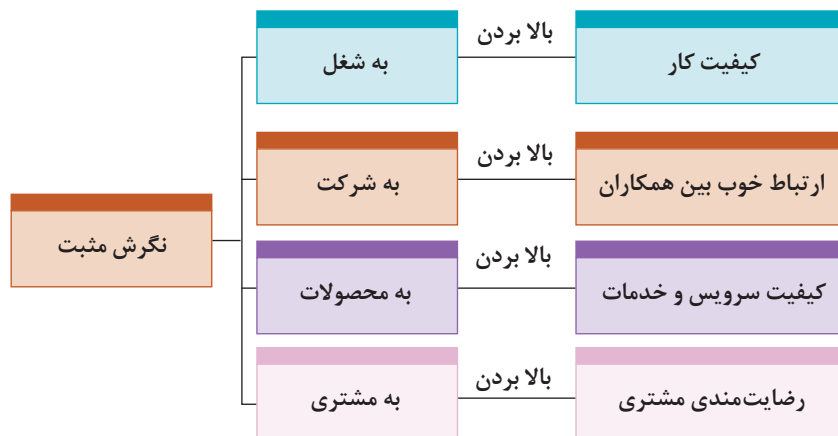 نگرش مثبت
به شغل
بالا بردن
کیفیت کار
به شرکت
بالا بردن
ارتباط خوب بین همکاران
به محصولات
بالا بردن
کیفیت سرویس و خدمات
به مشتری
بالا بردن
رضایت‌مندی مشتری